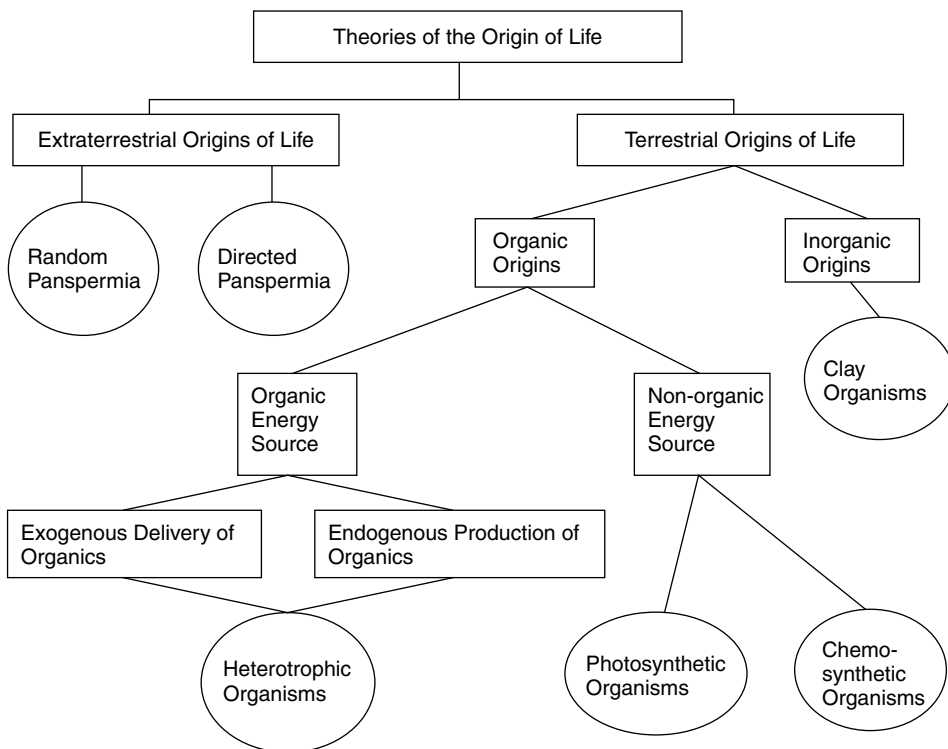 Theories of the Origin of Life
Extraterrestrial Origins of Life
Terrestrial Origins of Life
Random
Panspermia
Directed
Panspermia
Organic
Origins
Inorganic
Origins
Clay
Organisms
Organic
Energy
Source
Non-organic
Energy
Source
Exogenous Delivery of
Organics
Endogenous Production of
Organics
Heterotrophic
Organisms
Photosynthetic
Organisms
Chemo-
synthetic
Organisms